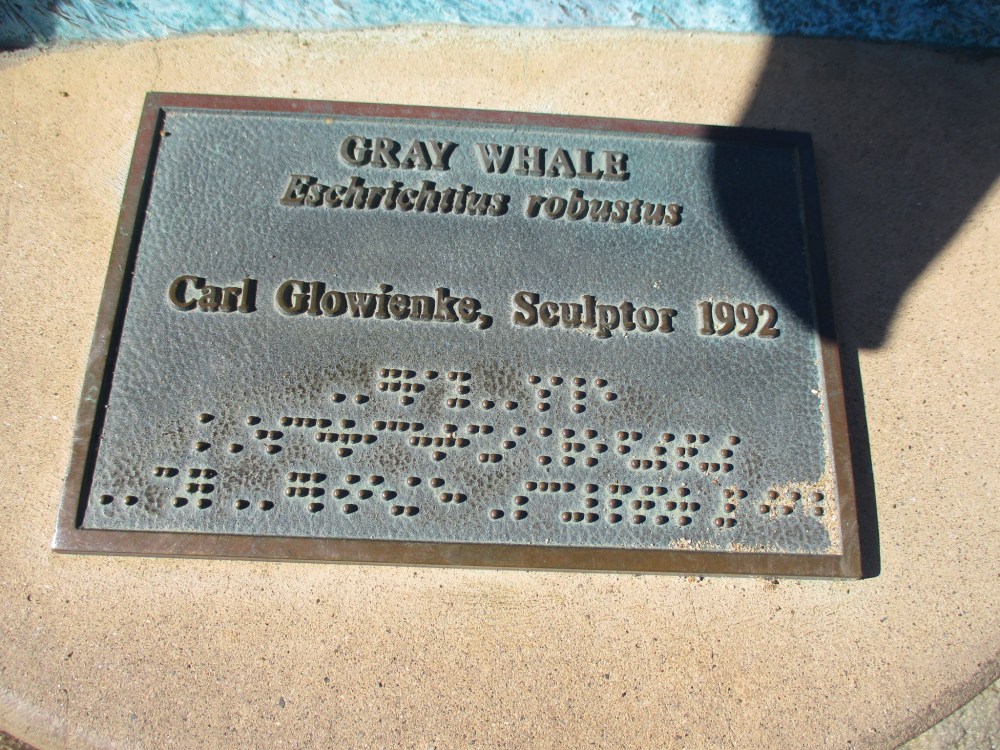 GRAY WHALE
Eschrichtius robustus
Carl Glowienke, Sculptor 1992